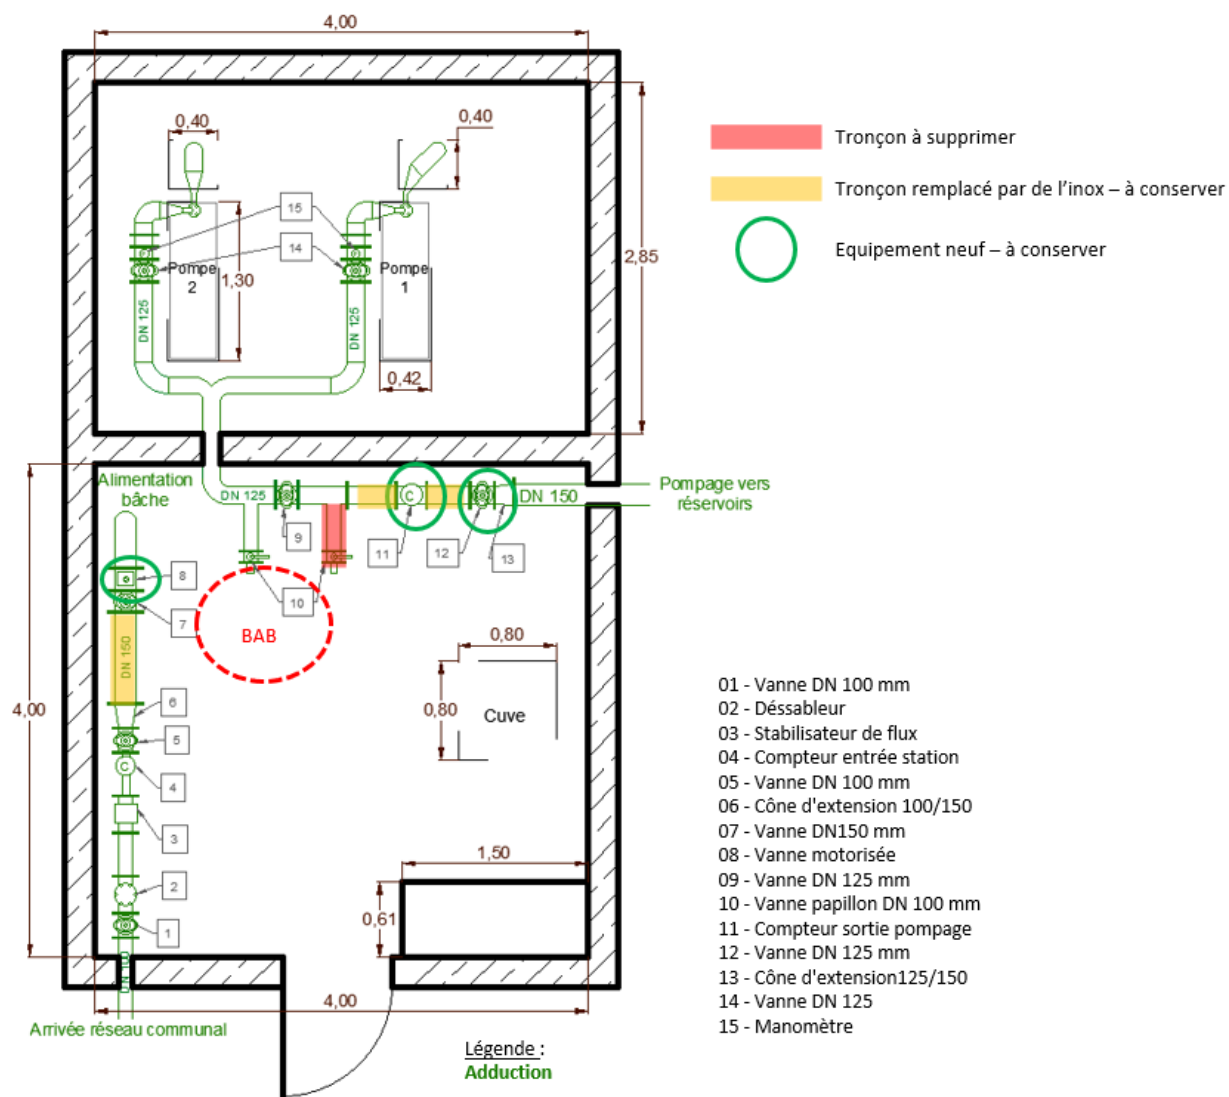 4,00
0,40
0,40
Tronçon à supprimer
Tronçon remplacé par de l'inox – à conserver
Equipement neuf – à conserver
15
14
Pompe
2
1,30
Pompe
1
2,85
DN 125
DN 125
0,42
Alimentation
bâche
DN 125
DN 150
Pompage vers
réservoirs
C
9
11
12
13
8
10
7
BAB
DN 150
0,80
0,80
Cuve
4,00
6
5
C
4
3
2
1
1,50
0,61
DN 100
4,00
Arrivée réseau communal
Légende :
Adduction
01 - Vanne DN 100 mm
02 - Déssableur
03 - Stabilisateur de flux
04 - Compteur entrée station
05 - Vanne DN 100 mm
06 - Cône d'extension 100/150
07 - Vanne DN150 mm
08 - Vanne motorisée
09 - Vanne DN 125 mm
10 - Vanne papillon DN 100 mm
11 - Compteur sortie pompage
12 - Vanne DN 125 mm
13 - Cône d'extension125/150
14 - Vanne DN 125
15 - Manomètre